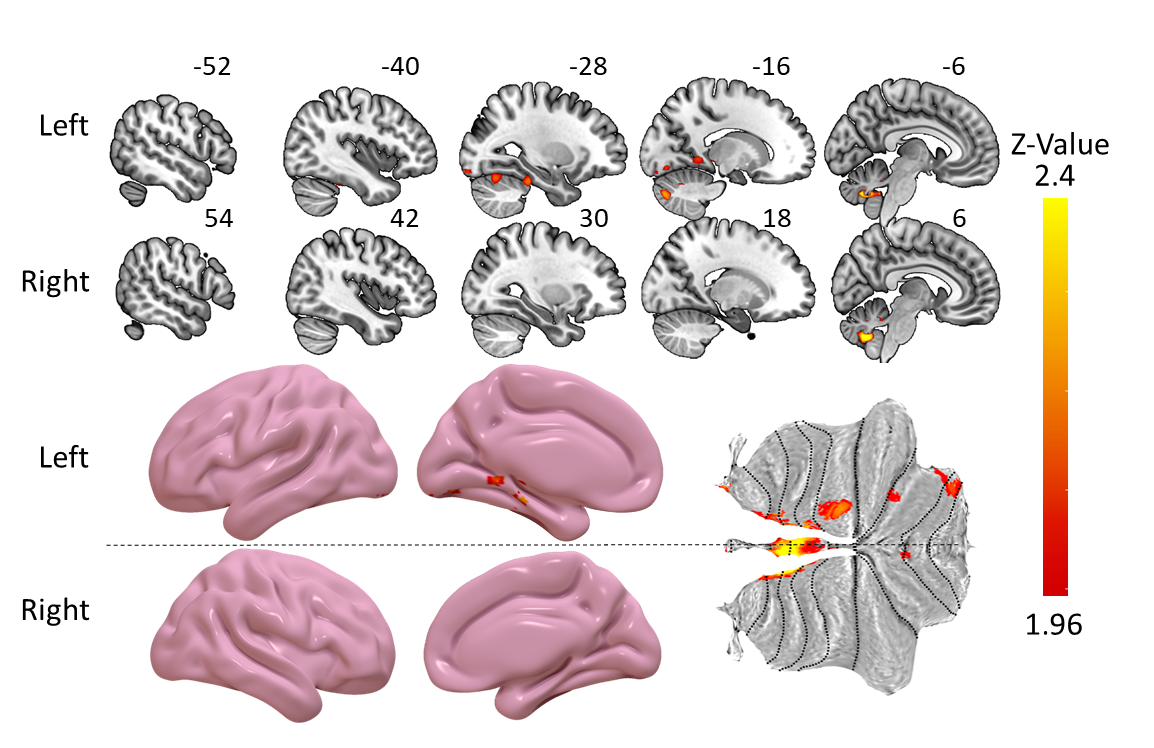 -52 -40 -28 -16 -6
Left
Z-Value
2.4
54 42 30 18 6
Right
Left
Right
1.96